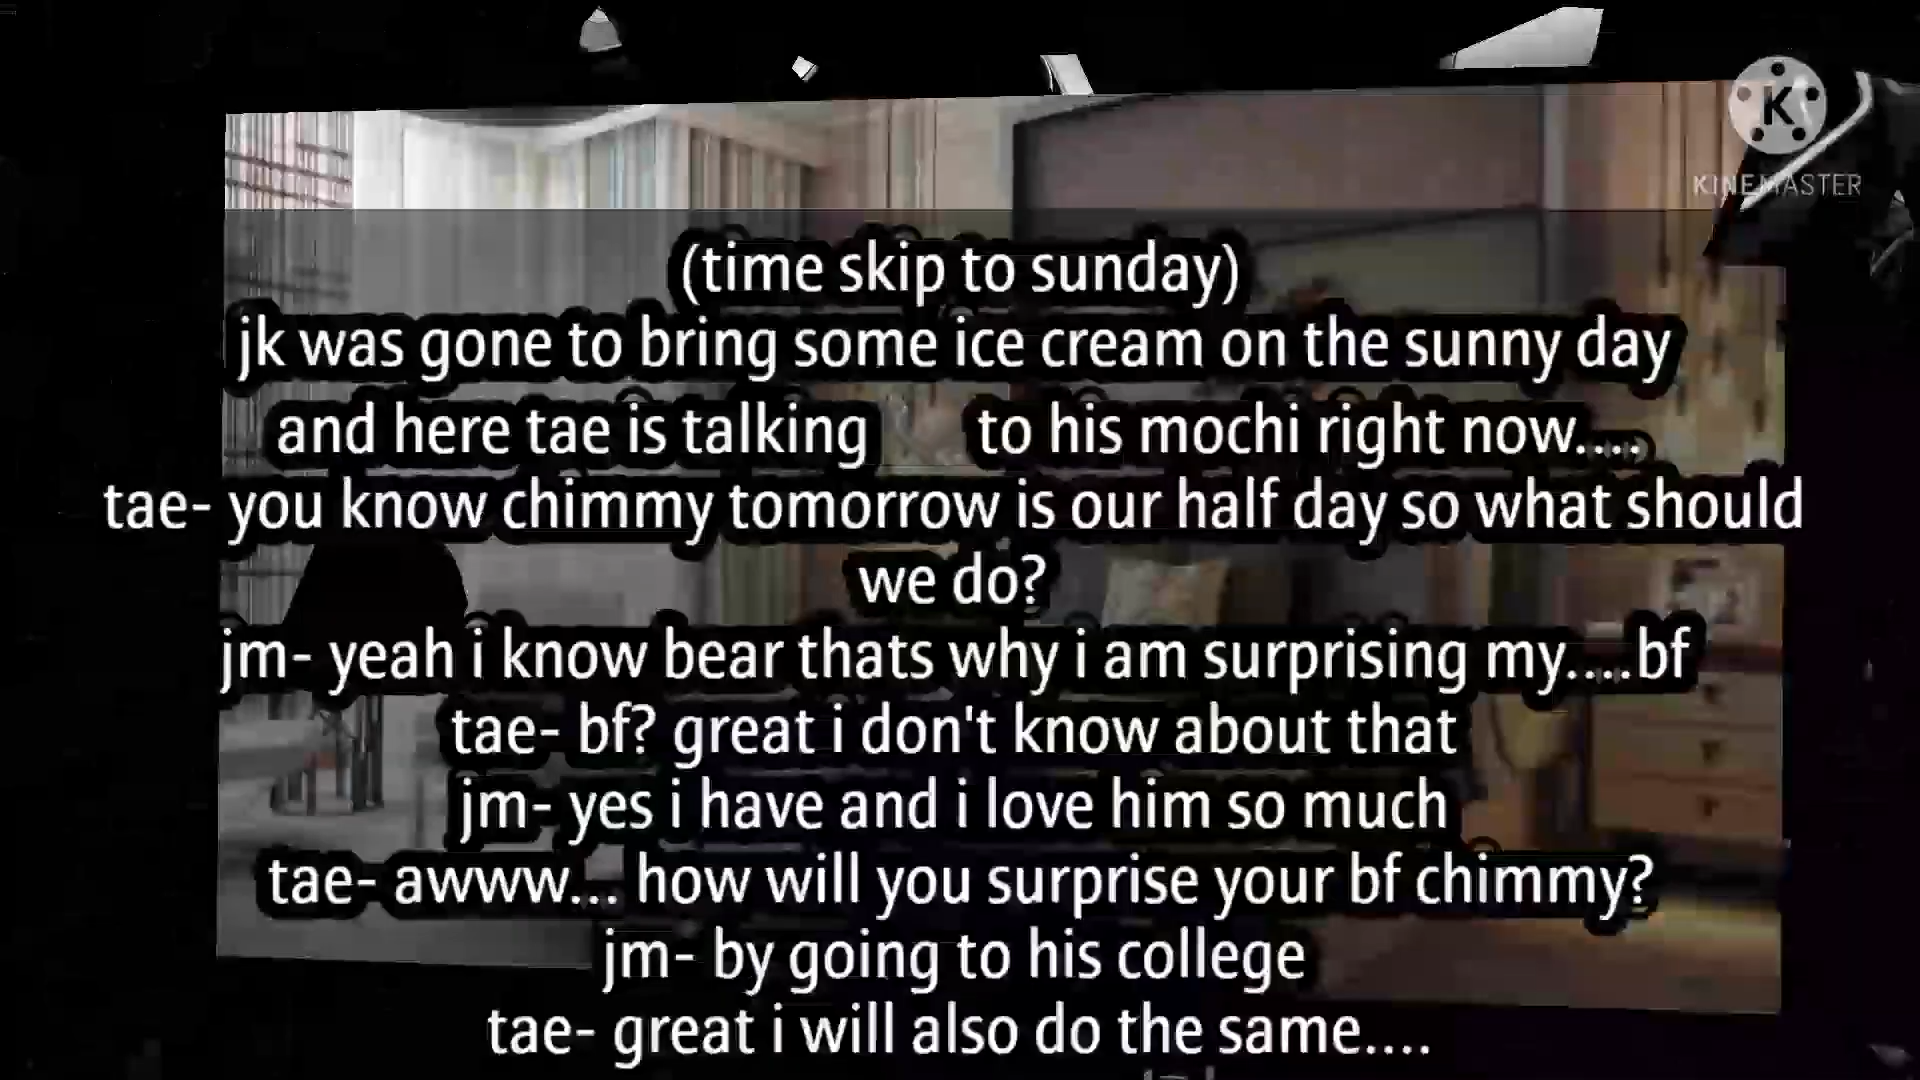 KINEMASTER
(time skip to sunday)
jk was gone to bring some ice cream on the sunny day
and here tae is talking to his mochi right now....
tae- you know chimmy tomorrow is our half day so what should
we do?
jm- yeah i know bear thats why i am surprising my....bf
tae- bf? great i don't know about that
jm- yes i have and i love him so much
tae- awww... how will you surprise your bf chimmy?
jm- by going to his college
tae- great i will also do the same....